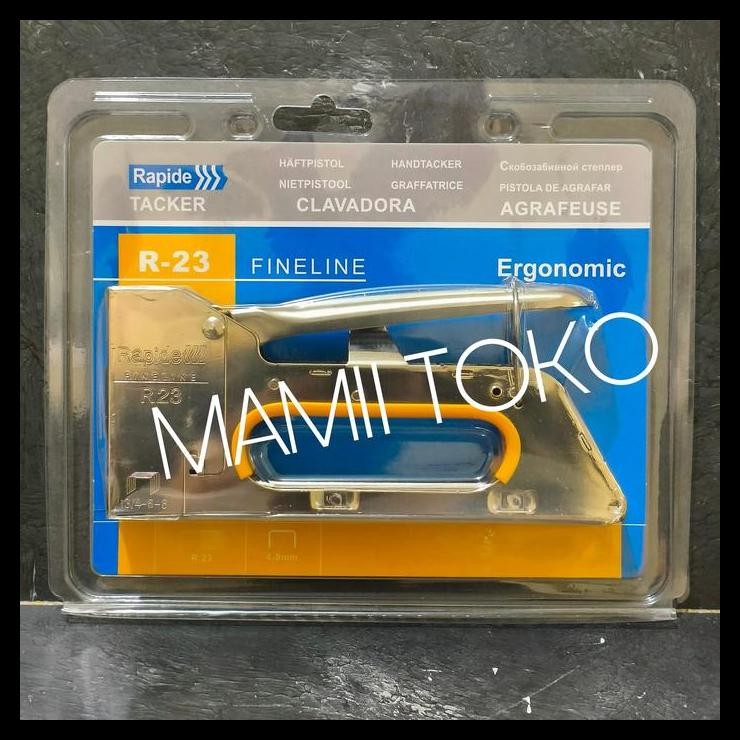 Rapide
TACKER
HÄFTPISTOL
HANDTACKER
Скобозабивной степлер
NIETPISTOOL
GRAFFATRICE
PISTOLA DE AGRAFAR
CLAVADORA
AGRAFEUSE
R-23
FINELINE
Ergonomic
Rapide
FINELINE
R23
MAMII TOKO
R 23
4-8mm